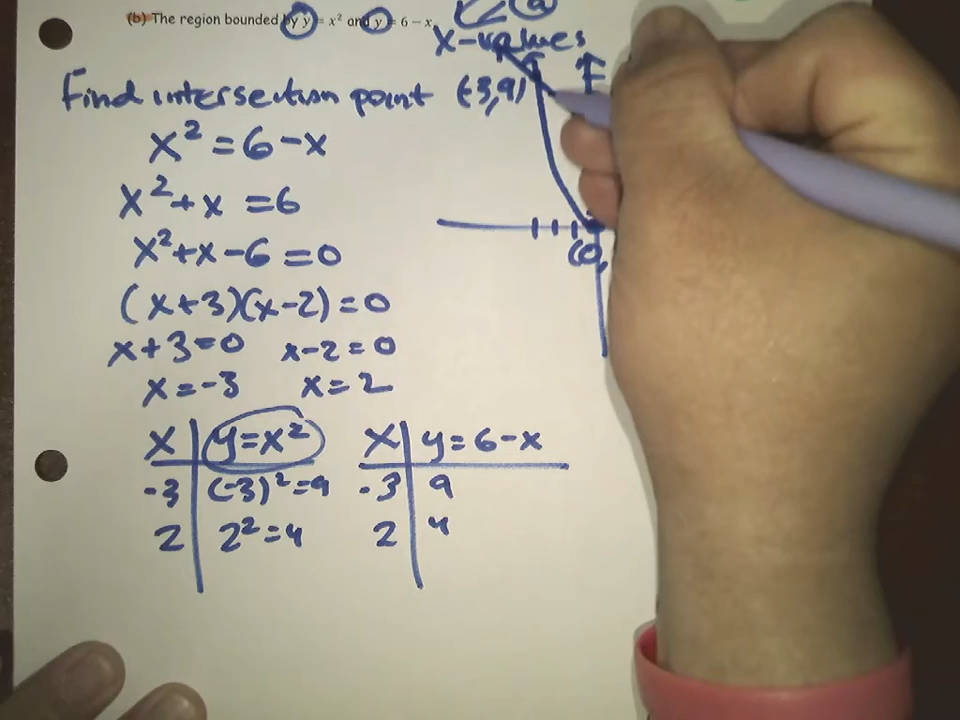 (b) The region bounded by y = x² and y = 6 − x
x-values
Find intersection point (-3,9)
x² = 6 - x
x² + x = 6
x² + x - 6 = 0
(x+3)(x-2) = 0
x+3=0 x-2=0
x=-3 x=2
x y=x² x y=6-x
-3 (-3)²=9 -3 9
2 2²=4 2 4
(0,